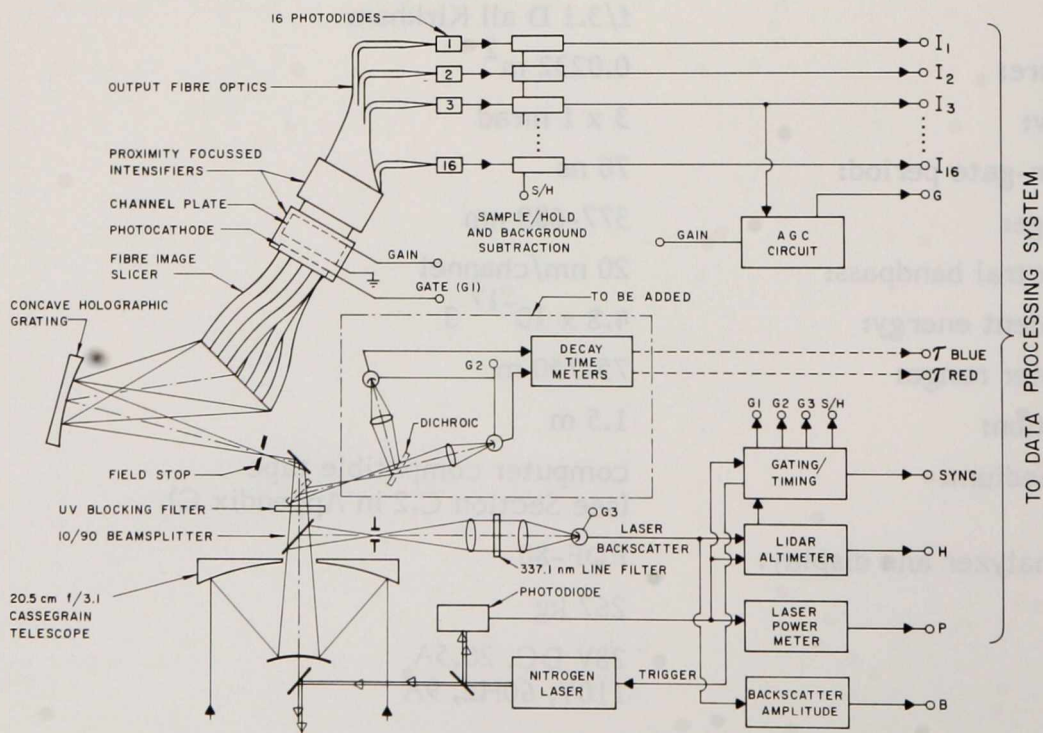 16 PHOTODIODES
1
I1
2
I2
OUTPUT FIBRE OPTICS
3
I3
PROXIMITY FOCUSSED
INTENSIFIERS
16
I16
S/H
G
CHANNEL PLATE
SAMPLE/HOLD
AND BACKGROUND
SUBTRACTION
GAIN
AGC
CIRCUIT
PHOTOCATHODE
GAIN
FIBRE IMAGE
SLICER
GATE (G1)
TO BE ADDED
CONCAVE HOLOGRAPHIC
GRATING
G2
DECAY
TIME
METERS
τ BLUE
τ RED
DICHROIC
G1 G2 G3 S/H
FIELD STOP
GATING/
TIMING
SYNC
UV BLOCKING FILTER
G3
10/90 BEAMSPLITTER
LASER
BACKSCATTER
LIDAR
ALTIMETER
H
337.1 nm LINE FILTER
20.5 cm f/3.1
CASSEGRAIN
TELESCOPE
PHOTODIODE
LASER
POWER
METER
P
NITROGEN
LASER
TRIGGER
BACKSCATTER
AMPLITUDE
B
TO DATA PROCESSING SYSTEM